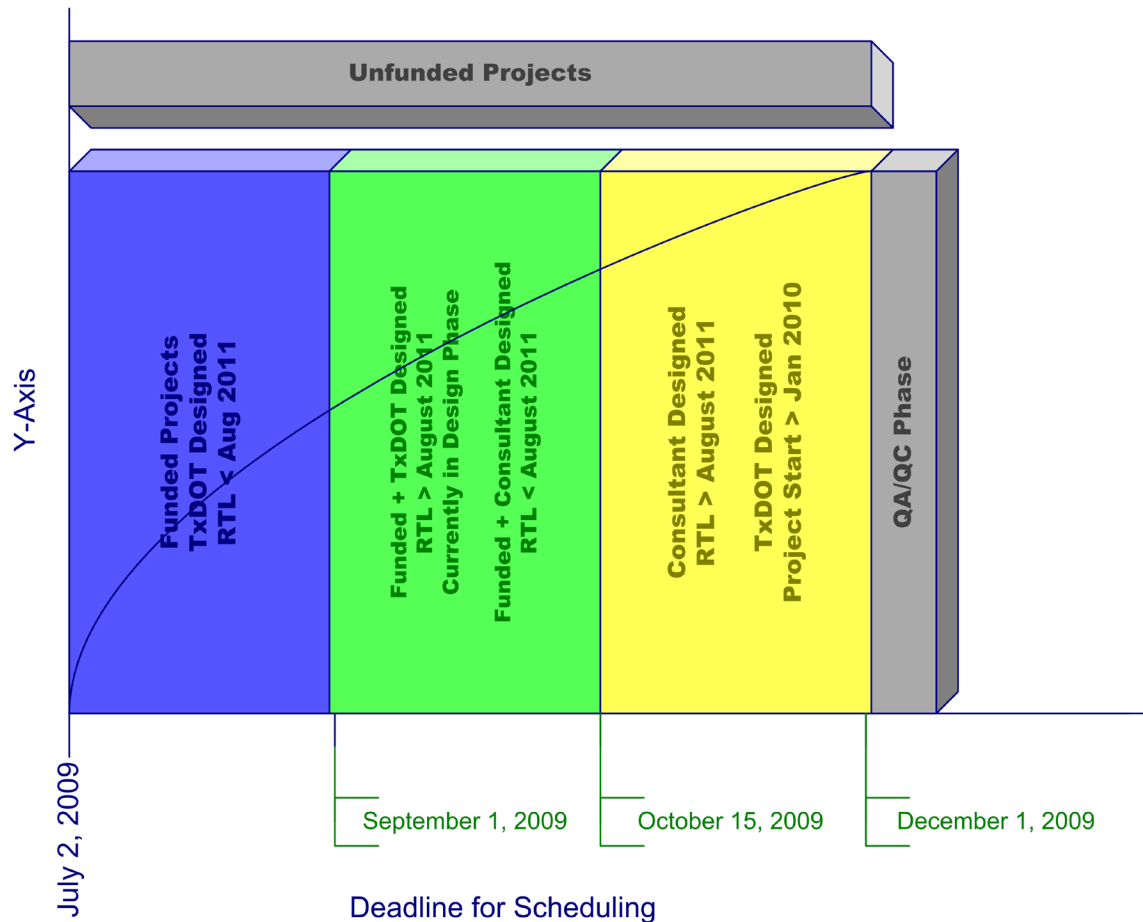 Unfunded Projects
Y-Axis
Funded Projects
TxDOT Designed
RTL < Aug 2011
Funded + TxDOT Designed
RTL > August 2011
Currently in Design Phase
Funded + Consultant Designed
RTL < August 2011
Consultant Designed
RTL > August 2011
TxDOT Designed
Project Start > Jan 2010
QA/QC Phase
July 2, 2009
September 1, 2009
October 15, 2009
December 1, 2009
Deadline for Scheduling